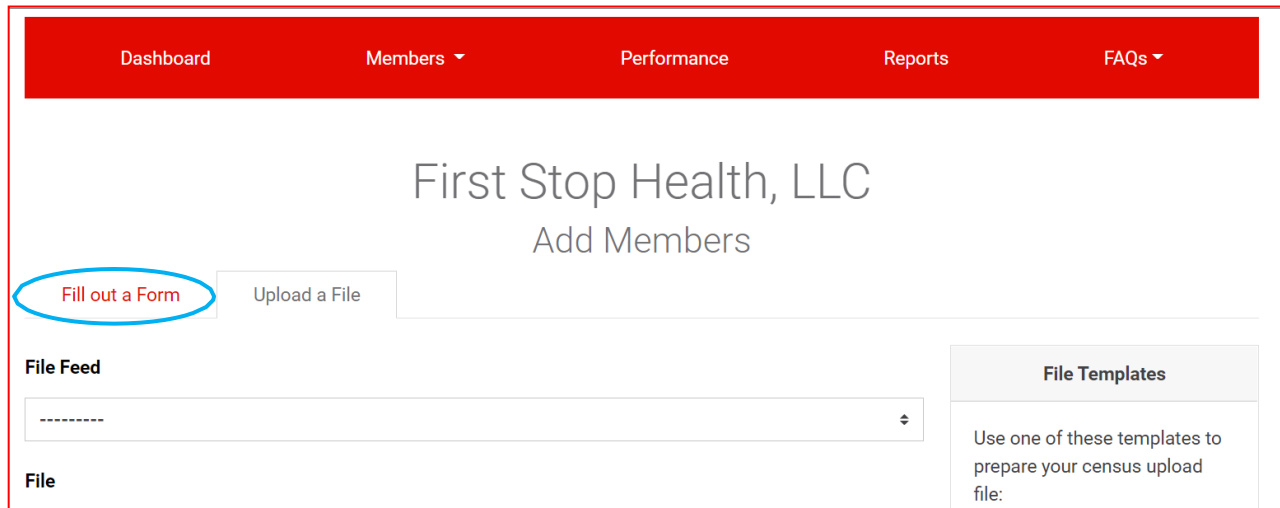 Dashboard Members Performance Reports FAQs
First Stop Health, LLC
Add Members
Fill out a Form Upload a File
File Feed
---------
File
File Templates
Use one of these templates to
prepare your census upload
file: